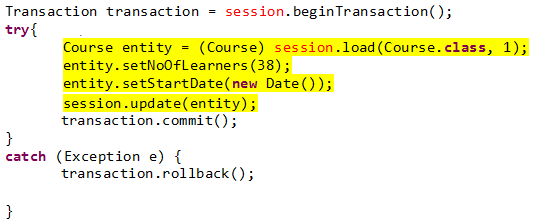 Transaction transaction = session.beginTransaction();
try{
Course entity = (Course) session.load(Course.class, 1);
entity.setNoOfLearners(38);
entity.setStartDate(new Date());
session.update(entity);
transaction.commit();
}
catch (Exception e) {
transaction.rollback();
}